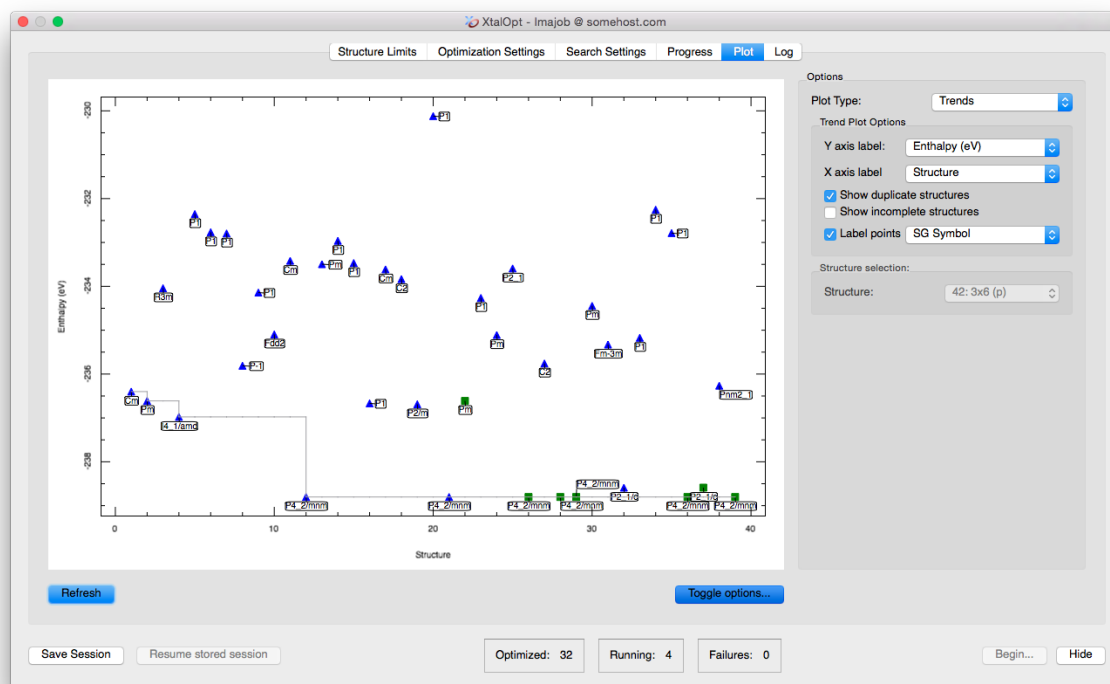 XtalOpt - Imajob @ somehost.com
Structure Limits Optimization Settings Search Settings Progress Plot Log
Options
Plot Type: Trends
Trend Plot Options
Y axis label: Enthalpy (eV)
X axis label Structure
Show duplicate structures
Show incomplete structures
Label points SG Symbol
Structure selection:
Structure: 42: 3x6 (p)
-230
P1
-232
P1
P1
P1 P1
P1
P1
Cm
Pm
P1
Cm
C2
P2_1
-234
R3m
P1
P1
Pm
Fdd2
Pm
Fm-3m
P1
P-1
C2
-236
Cm
Pm
I4_1/amd
P1
P2/m
Pm
Pnm2_1
-238
P4_2/mnm
P4_2/mnm
P4_2/mnm
P4_2/mnm
P4_2/mnm
P2_1/c
P4_2/mnm
P2_1/c
P4_2/mnm
Enthalpy (eV)
0 10 20 30 40
Structure
Refresh
Toggle options...
Save Session
Resume stored session
Optimized: 32
Running: 4
Failures: 0
Begin...
Hide